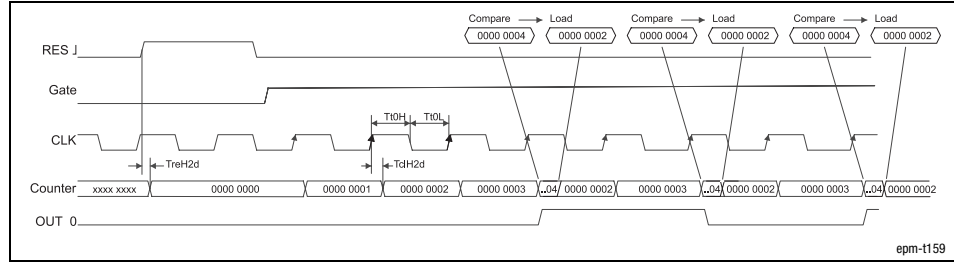 Compare Load Compare Load Compare Load
0000 0004 0000 0002 0000 0004 0000 0002 0000 0004 0000 0002
RES
Gate
Tt0H Tt0L
CLK
TreH2d TclH2d
Counter xxxx xxxx 0000 0000 0000 0001 0000 0002 0000 0003 ..04 0000 0002 0000 0003 ..04 0000 0002 0000 0003 ..04 0000 0002
OUT 0
epm-t159